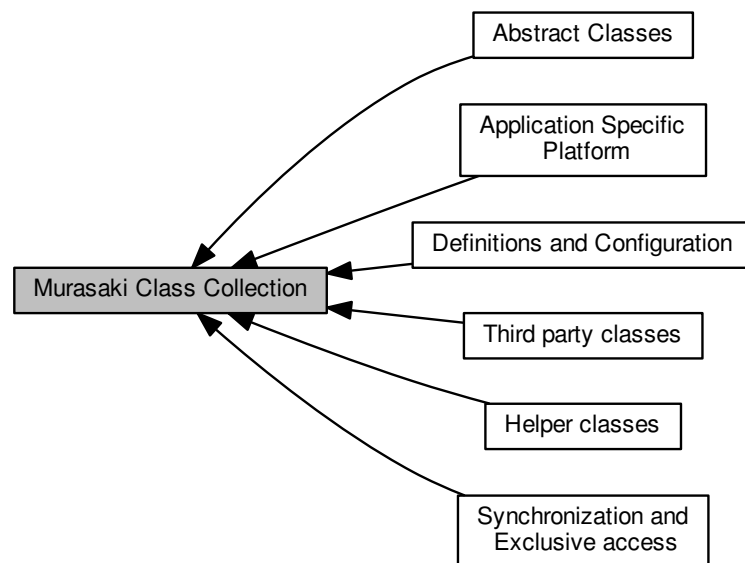 Abstract Classes
Application Specific
Platform
Definitions and Configuration
Murasaki Class Collection
Third party classes
Helper classes
Synchronization and
Exclusive access